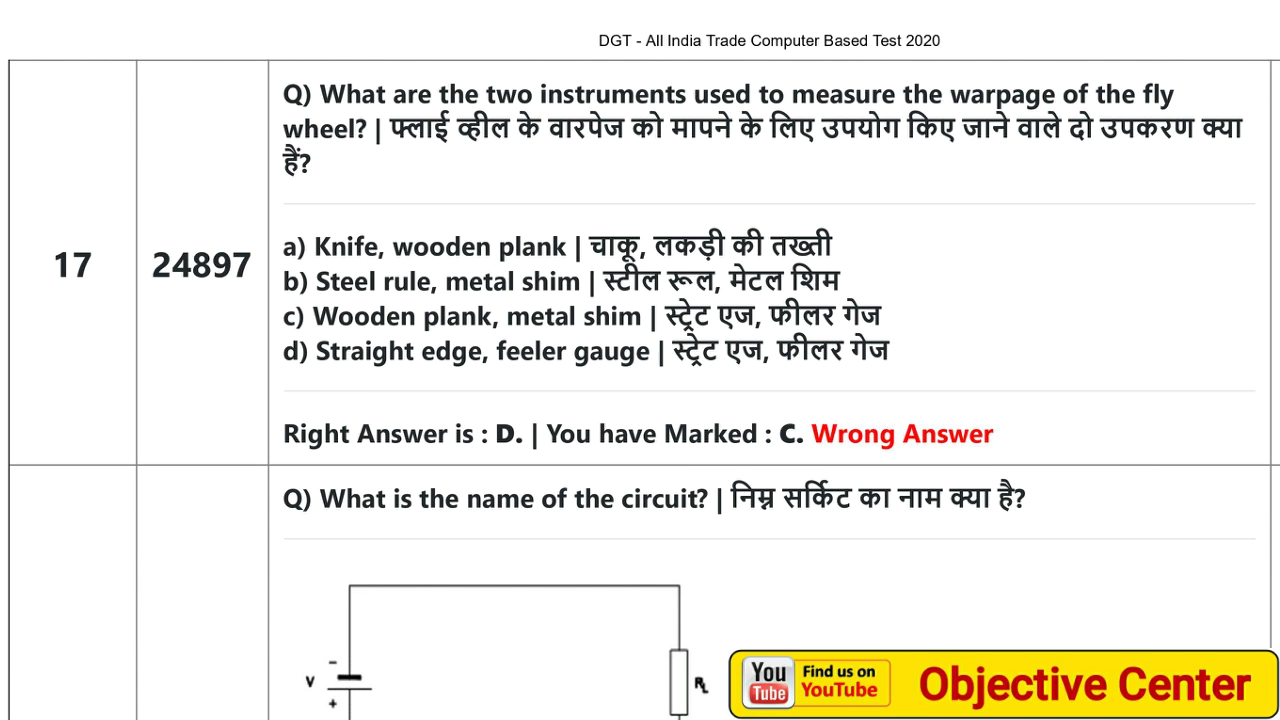 DGT - All India Trade Computer Based Test 2020
Q) What are the two instruments used to measure the warpage of the fly
wheel? | फ्लाई व्हील के वारपेज को मापने के लिए उपयोग किए जाने वाले दो उपकरण क्या
हैं?
17
24897
a) Knife, wooden plank | चाकू, लकड़ी की तख्ती
b) Steel rule, metal shim | स्टील रूल, मेटल शिम
c) Wooden plank, metal shim | स्ट्रेट एज, फीलर गेज
d) Straight edge, feeler gauge | स्ट्रेट एज, फीलर गेज
Right Answer is : D. | You have Marked : C. Wrong Answer
Q) What is the name of the circuit? | निम्न सर्किट का नाम क्या है?
V
- +
RL
You Tube
Find us on
YouTube
Objective Center